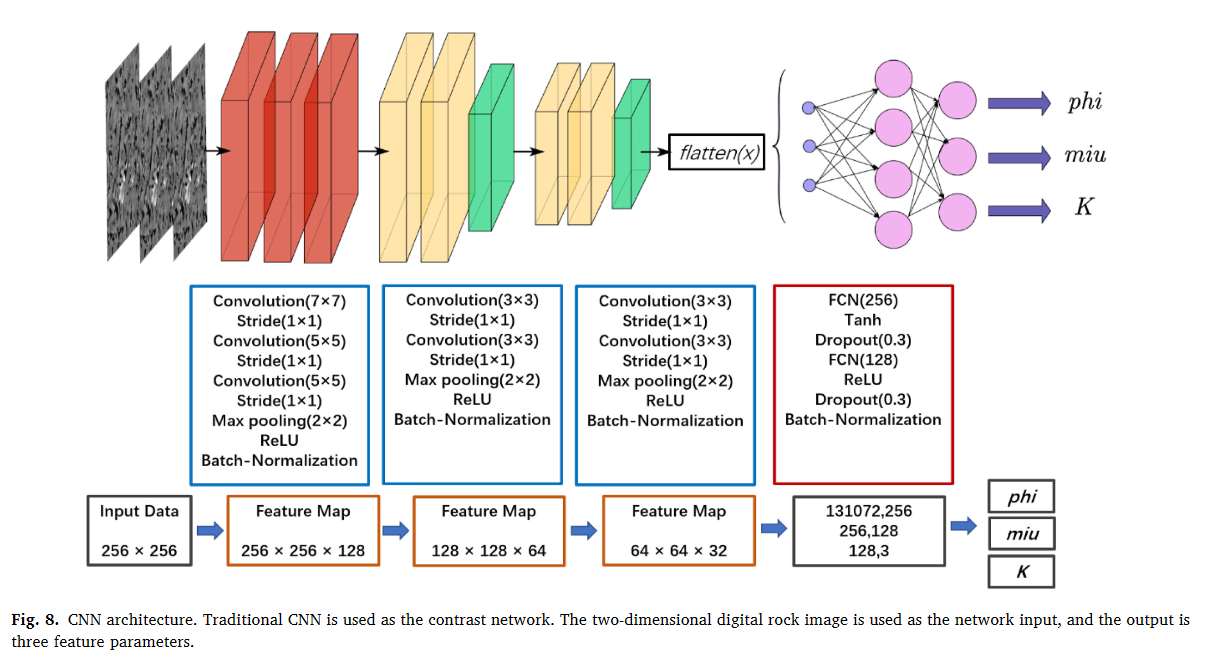 flatten(x)
phi
miu
K
Convolution(7×7)
Stride(1×1)
Convolution(5×5)
Stride(1×1)
Convolution(5×5)
Stride(1×1)
Max pooling(2×2)
ReLU
Batch-Normalization
Convolution(3×3)
Stride(1×1)
Convolution(3×3)
Stride(1×1)
Max pooling(2×2)
ReLU
Batch-Normalization
Convolution(3×3)
Stride(1×1)
Convolution(3×3)
Stride(1×1)
Max pooling(2×2)
ReLU
Batch-Normalization
FCN(256)
Tanh
Dropout(0.3)
FCN(128)
ReLU
Dropout(0.3)
Batch-Normalization
Input Data
256 × 256
Feature Map
256 × 256 × 128
Feature Map
128 × 128 × 64
Feature Map
64 × 64 × 32
131072,256
256,128
128,3
phi
miu
K
Fig. 8. CNN architecture. Traditional CNN is used as the contrast network. The two-dimensional digital rock image is used as the network input, and the output is
three feature parameters.